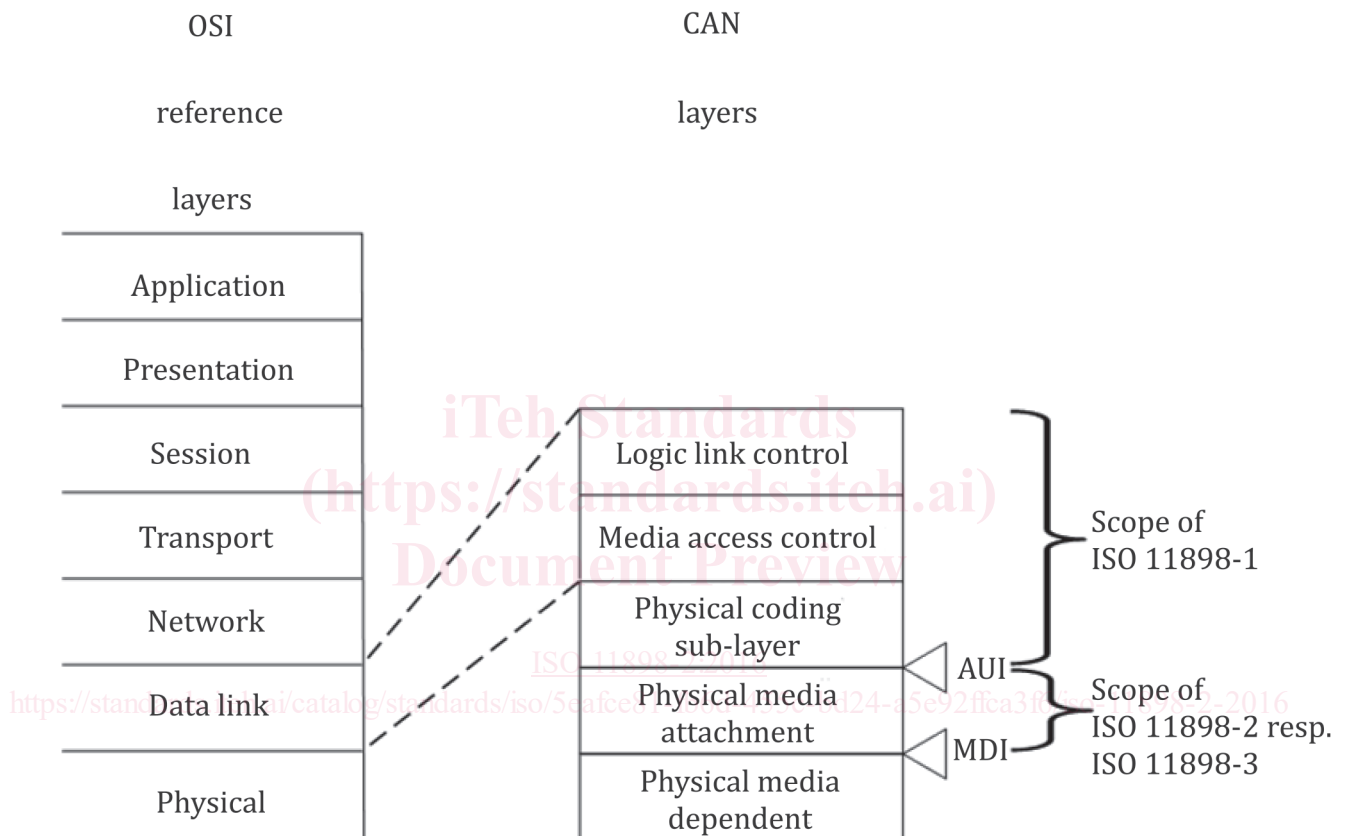 OSI
reference
layers
CAN
layers
Application
Presentation
Session
Transport
Network
Data link
Physical
Logic link control
Media access control
Physical coding
sub-layer
Physical media
attachment
Physical media
dependent
AUI
MDI
Scope of
ISO 11898-1
Scope of
ISO 11898-2 resp.
ISO 11898-3
iTeh Standards
(https://standards.iteh.ai)
Document Preview
ISO 11898-2:2016